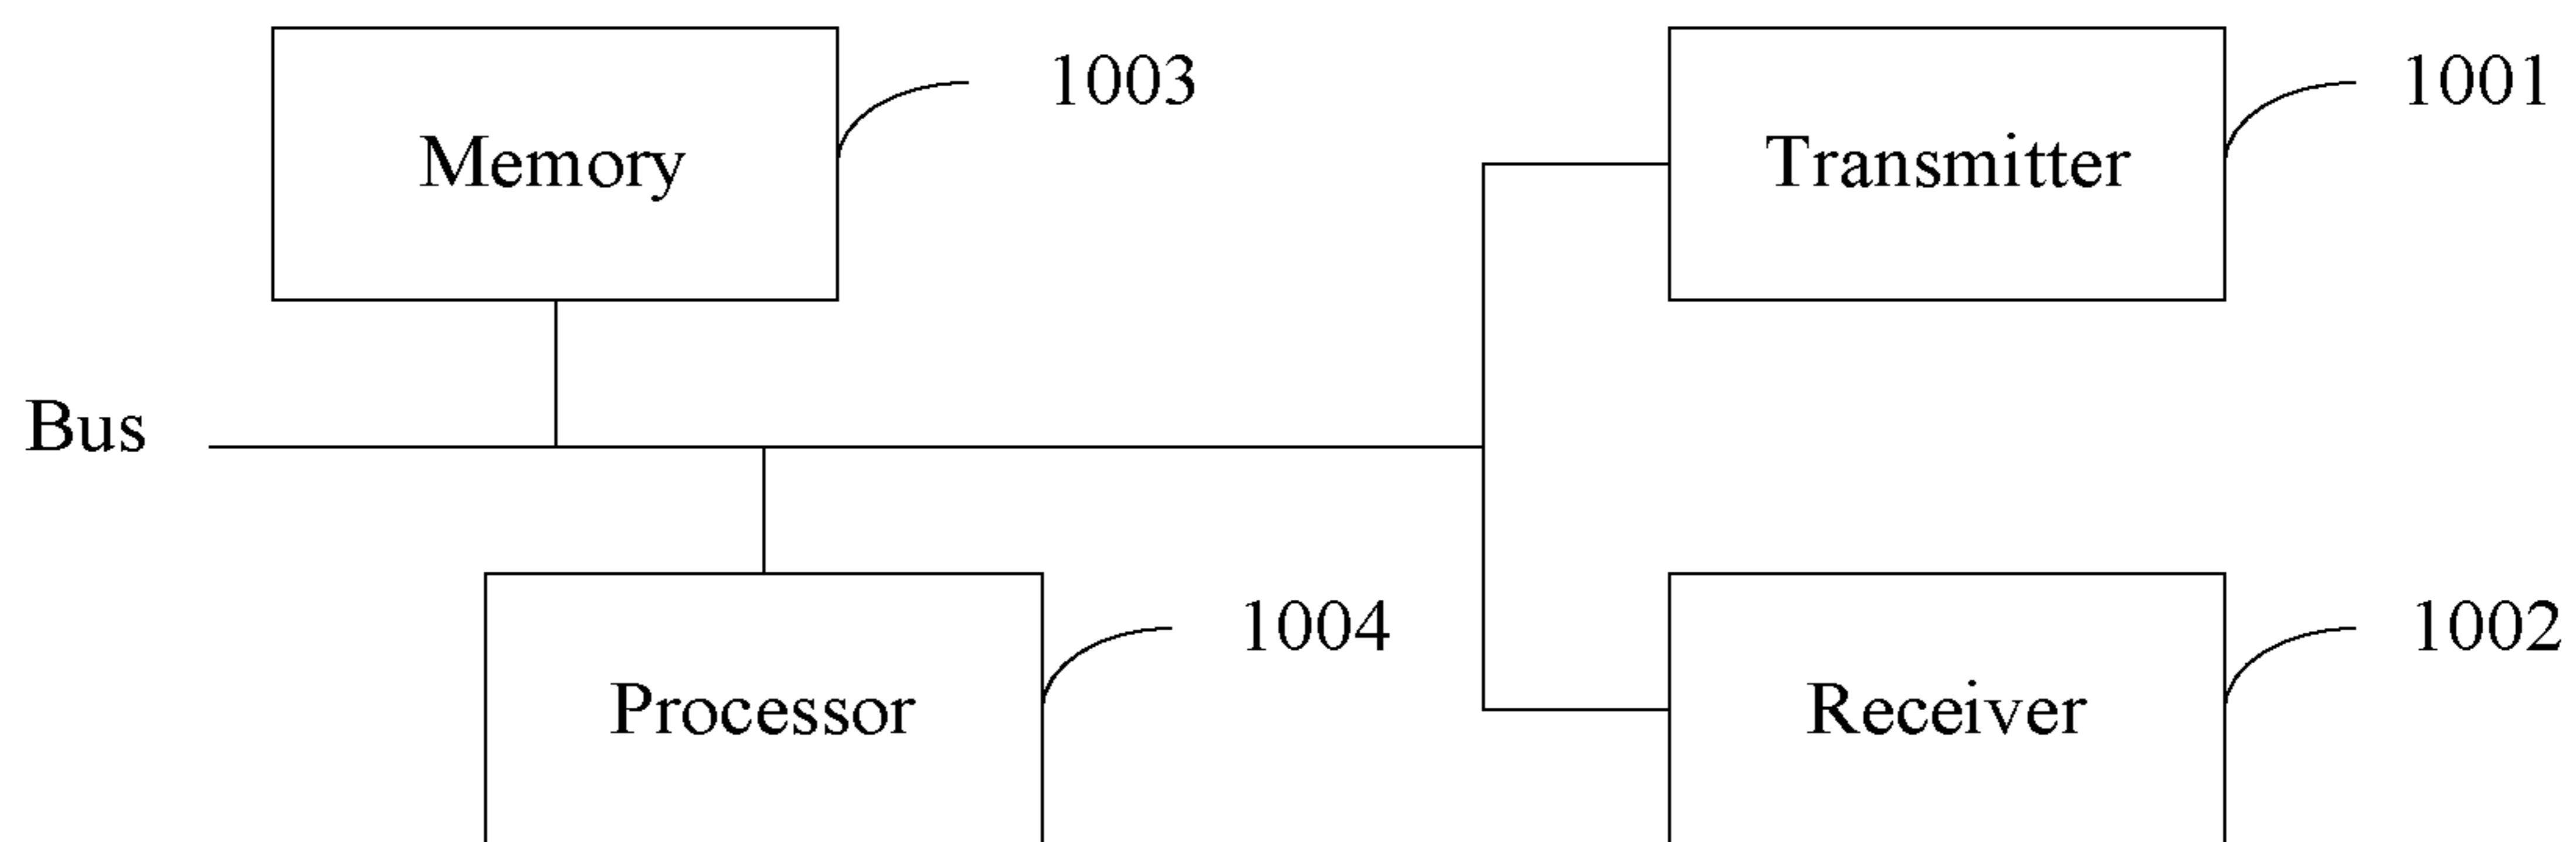 1003
1001
Memory
Transmitter
Bus
1004
1002
Processor
Receiver